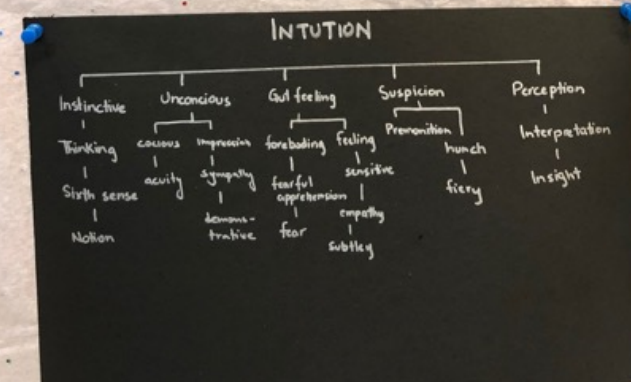 INTUTION
Instinctive
Unconcious
Gut feeling
Suspicion
Perception
Thinking
cocious
impression
foreboding
feeling
Premonition
hunch
Interpretation
Sixth sense
acuity
sympathy
fearful
apprehension
sensitive
fiery
Insight
Notion
demons-
trative
fear
empathy
subtley